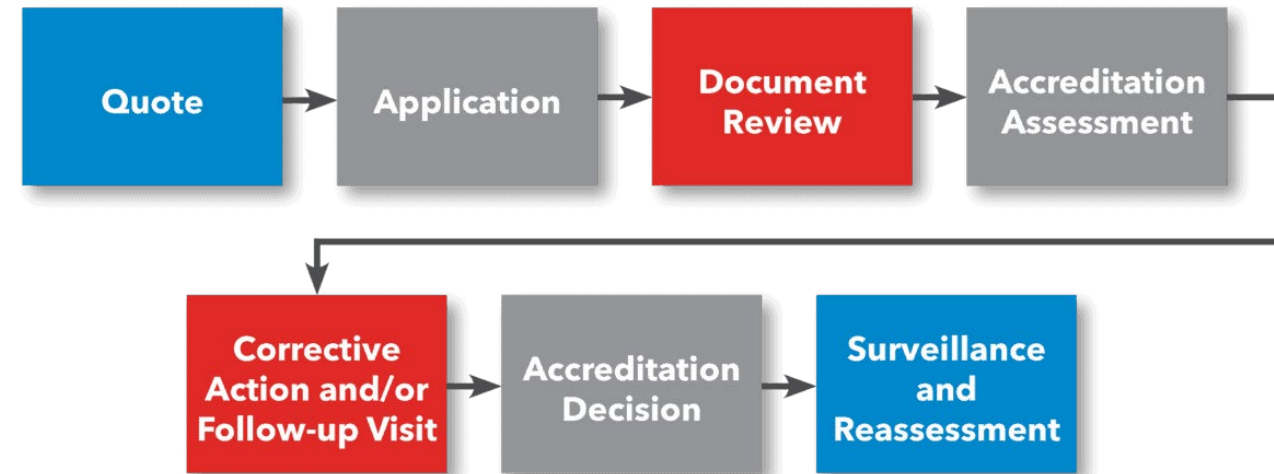 Quote
Application
Document
Review
Accreditation
Assessment
Corrective
Action and/or
Follow-up Visit
Accreditation
Decision
Surveillance
and
Reassessment